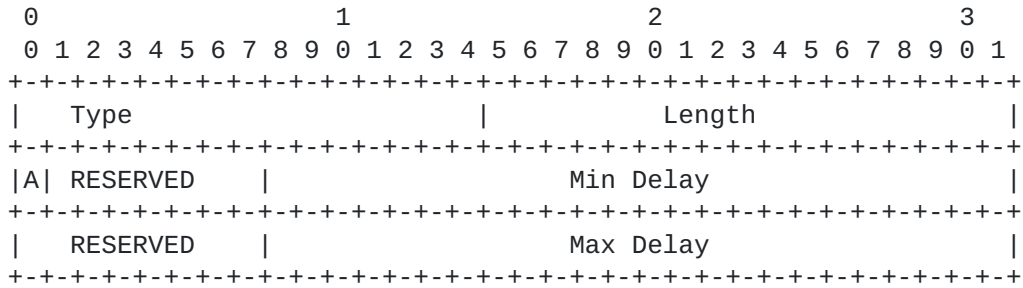 0                   1                   2                   3
 0 1 2 3 4 5 6 7 8 9 0 1 2 3 4 5 6 7 8 9 0 1 2 3 4 5 6 7 8 9 0 1
+-+-+-+-+-+-+-+-+-+-+-+-+-+-+-+-+-+-+-+-+-+-+-+-+-+-+-+-+-+-+-+-+
|   Type                      |           Length                |
+-+-+-+-+-+-+-+-+-+-+-+-+-+-+-+-+-+-+-+-+-+-+-+-+-+-+-+-+-+-+-+-+
|A| RESERVED    |                   Min Delay                   |
+-+-+-+-+-+-+-+-+-+-+-+-+-+-+-+-+-+-+-+-+-+-+-+-+-+-+-+-+-+-+-+-+
|   RESERVED    |                   Max Delay                   |
+-+-+-+-+-+-+-+-+-+-+-+-+-+-+-+-+-+-+-+-+-+-+-+-+-+-+-+-+-+-+-+-+